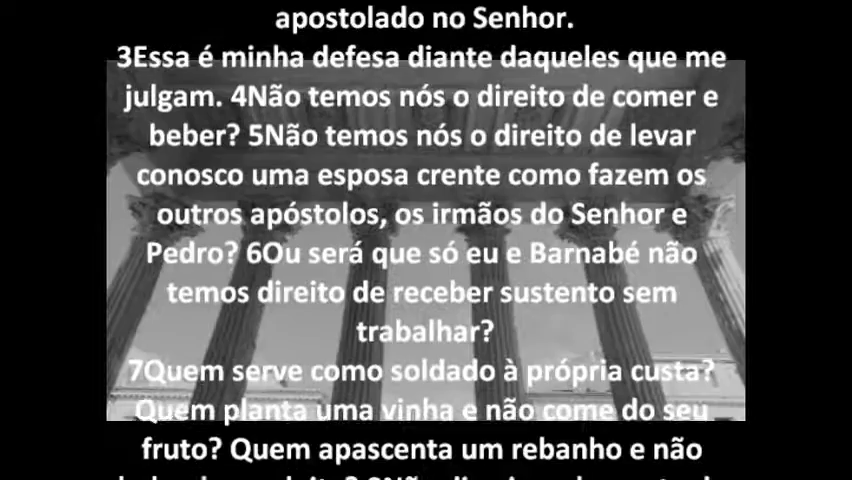 apostolado no Senhor.
3Essa é minha defesa diante daqueles que me
julgam. 4Não temos nós o direito de comer e
beber? 5Não temos nós o direito de levar
conosco uma esposa crente como fazem os
outros apóstolos, os irmãos do Senhor e
Pedro? 6Ou será que só eu e Barnabé não
temos direito de receber sustento sem
trabalhar?
7Quem serve como soldado à própria custa?
Quem planta uma vinha e não come do seu
fruto? Quem apascenta um rebanho e não